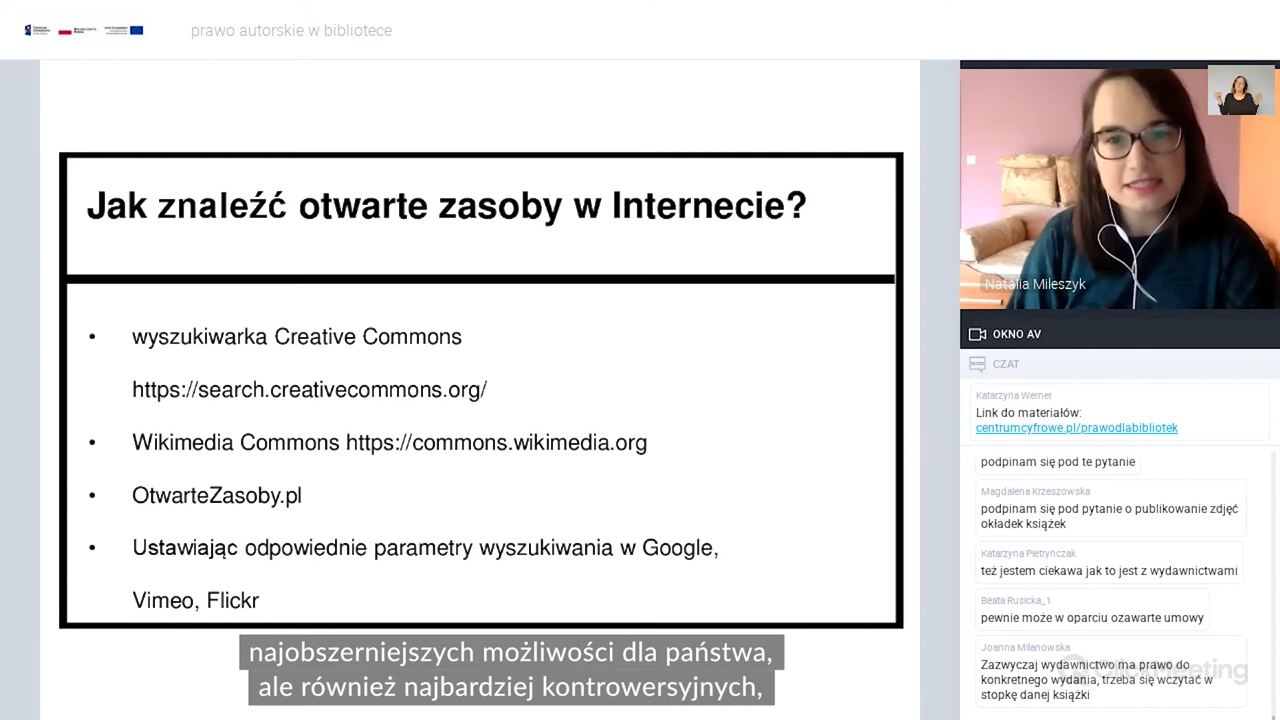 prawo autorskie w bibliotece
Jak znaleźć otwarte zasoby w Internecie?
• wyszukiwarka Creative Commons
https://search.creativecommons.org/
• Wikimedia Commons https://commons.wikimedia.org
• OtwarteZasoby.pl
• Ustawiając odpowiednie parametry wyszukiwania w Google,
Vimeo, Flickr
najobszerniejszych możliwości dla państwa,
ale również najbardziej kontrowersyjnych,
Natalia Mileszyk
OKNO AV
CZAT
Katarzyna Werner
Link do materiałów:
centrumcyfrowe.pl/prawodlabibliotek
podpinam się pod te pytanie
Magdalena Krzeszowska
podpinam się pod pytanie o publikowanie zdjęć
okładek książek
Katarzyna Pietryńczak
też jestem ciekawa jak to jest z wydawnictwami
Beata Rusicka_1
pewnie może w oparciu ozawarte umowy
Joanna Milanowska
Zazwyczaj wydawnictwo ma prawo do
konkretnego wydania, trzeba się wczytać w
stopkę danej książki
ClickMeeting